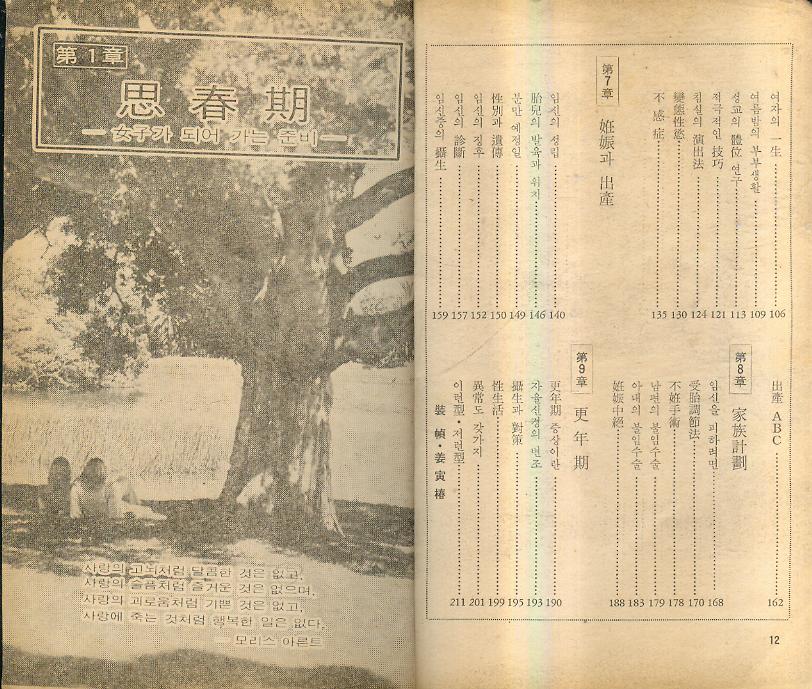 第1章
思春期
ー女子가 되어 가는 준비ー
사랑의 고뇌처럼 달콤한 것은 없고,
사랑의 슬픔처럼 즐거운 것은 없으며,
사랑의 괴로움처럼 기쁜 것은 없고,
사랑에 죽는 것처럼 행복한 일은 없다.
모리스 아른트
여자의 一生 106
여름밤의 부부생활 109
성교의 體位 연구 113
적극적인 技巧 121
침실의 演出法 124
變態性慾 130
不感症 135
第7章 妊娠과 出產
임신의 성립 140
胎兒의 발육과 위치 146
분만 예정일 149
性別과 遺傳 150
임신의 징후 152
임신의 診斷 157
임신중의 攝生 159
出產 ABC 162
第8章 家族計劃
임신을 피하려면 168
受胎調節法 170
不妊手術 178
남편의 불임수술 179
아내의 불임수술 183
妊娠中絕 188
第9章 更年期
更年期 증상이란 190
자율신경의 변조 193
攝生과 對策 195
性生活 199
異常도 갖가지 201
이런型·저런型 211
裝幀·姜寅椿
12